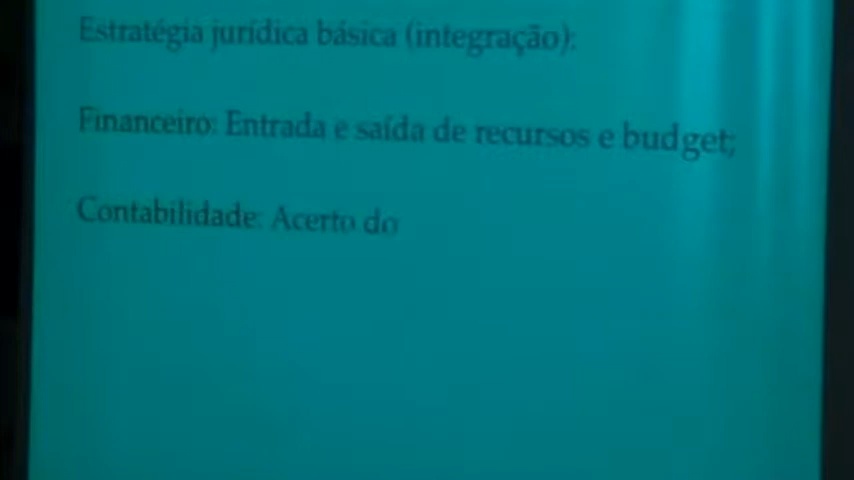 Estratégia jurídica básica (integração):
Financeiro: Entrada e saída de recursos e budget;
Contabilidade: Acerto do